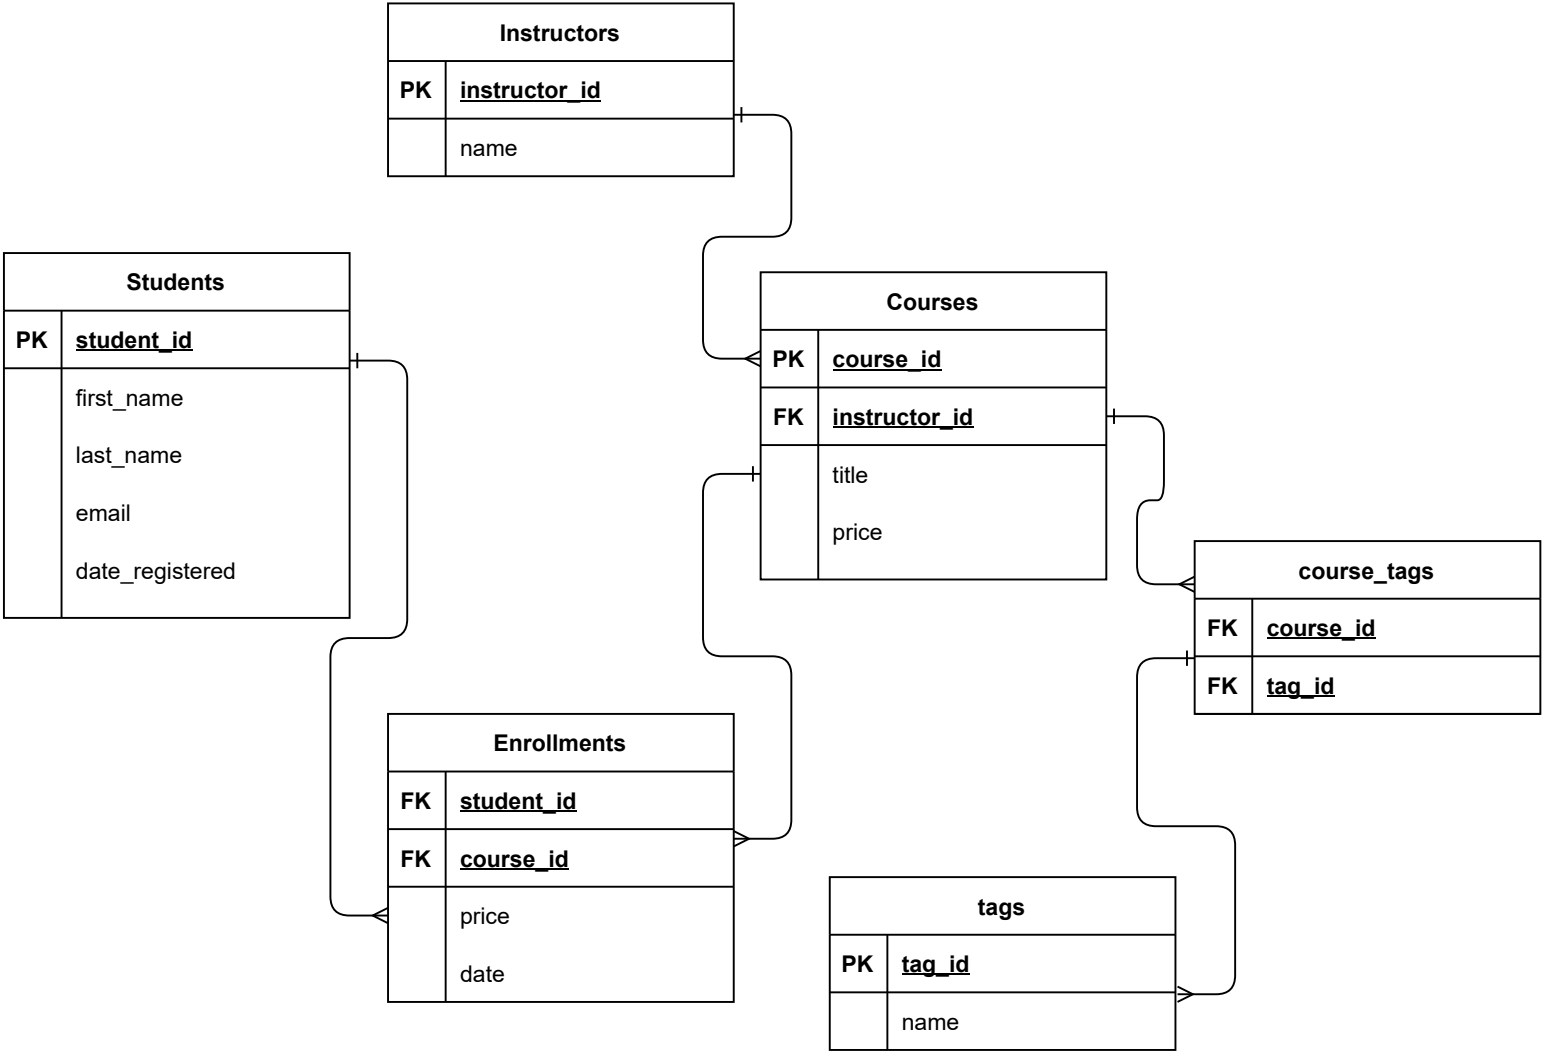 Instructors
PK instructor_id
name
Students
PK student_id
first_name
last_name
email
date_registered
Courses
PK course_id
FK instructor_id
title
price
course_tags
FK course_id
FK tag_id
Enrollments
FK student_id
FK course_id
price
date
tags
PK tag_id
name